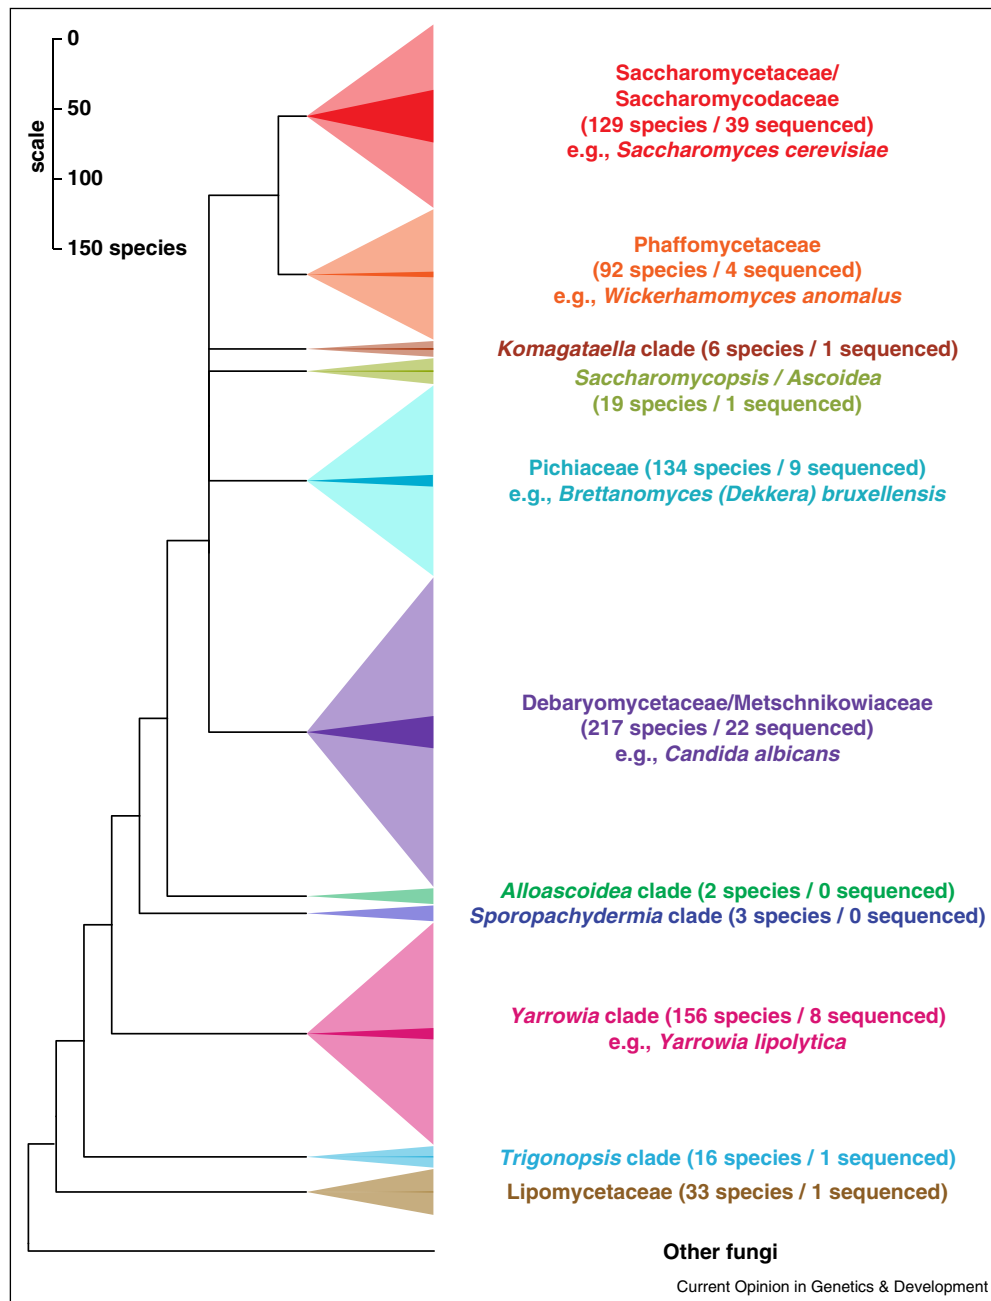 0
50
100
150 species
scale
Saccharomycetaceae/
Saccharomycodaceae
(129 species / 39 sequenced)
e.g., Saccharomyces cerevisiae
Phaffomycetaceae
(92 species / 4 sequenced)
e.g., Wickerhamomyces anomalus
Komagataella clade (6 species / 1 sequenced)
Saccharomycopsis / Ascoidea
(19 species / 1 sequenced)
Pichiaceae (134 species / 9 sequenced)
e.g., Brettanomyces (Dekkera) bruxellensis
Debaryomycetaceae/Metschnikowiaceae
(217 species / 22 sequenced)
e.g., Candida albicans
Alloascoidea clade (2 species / 0 sequenced)
Sporopachydermia clade (3 species / 0 sequenced)
Yarrowia clade (156 species / 8 sequenced)
e.g., Yarrowia lipolytica
Trigonopsis clade (16 species / 1 sequenced)
Lipomycetaceae (33 species / 1 sequenced)
Other fungi
Current Opinion in Genetics & Development